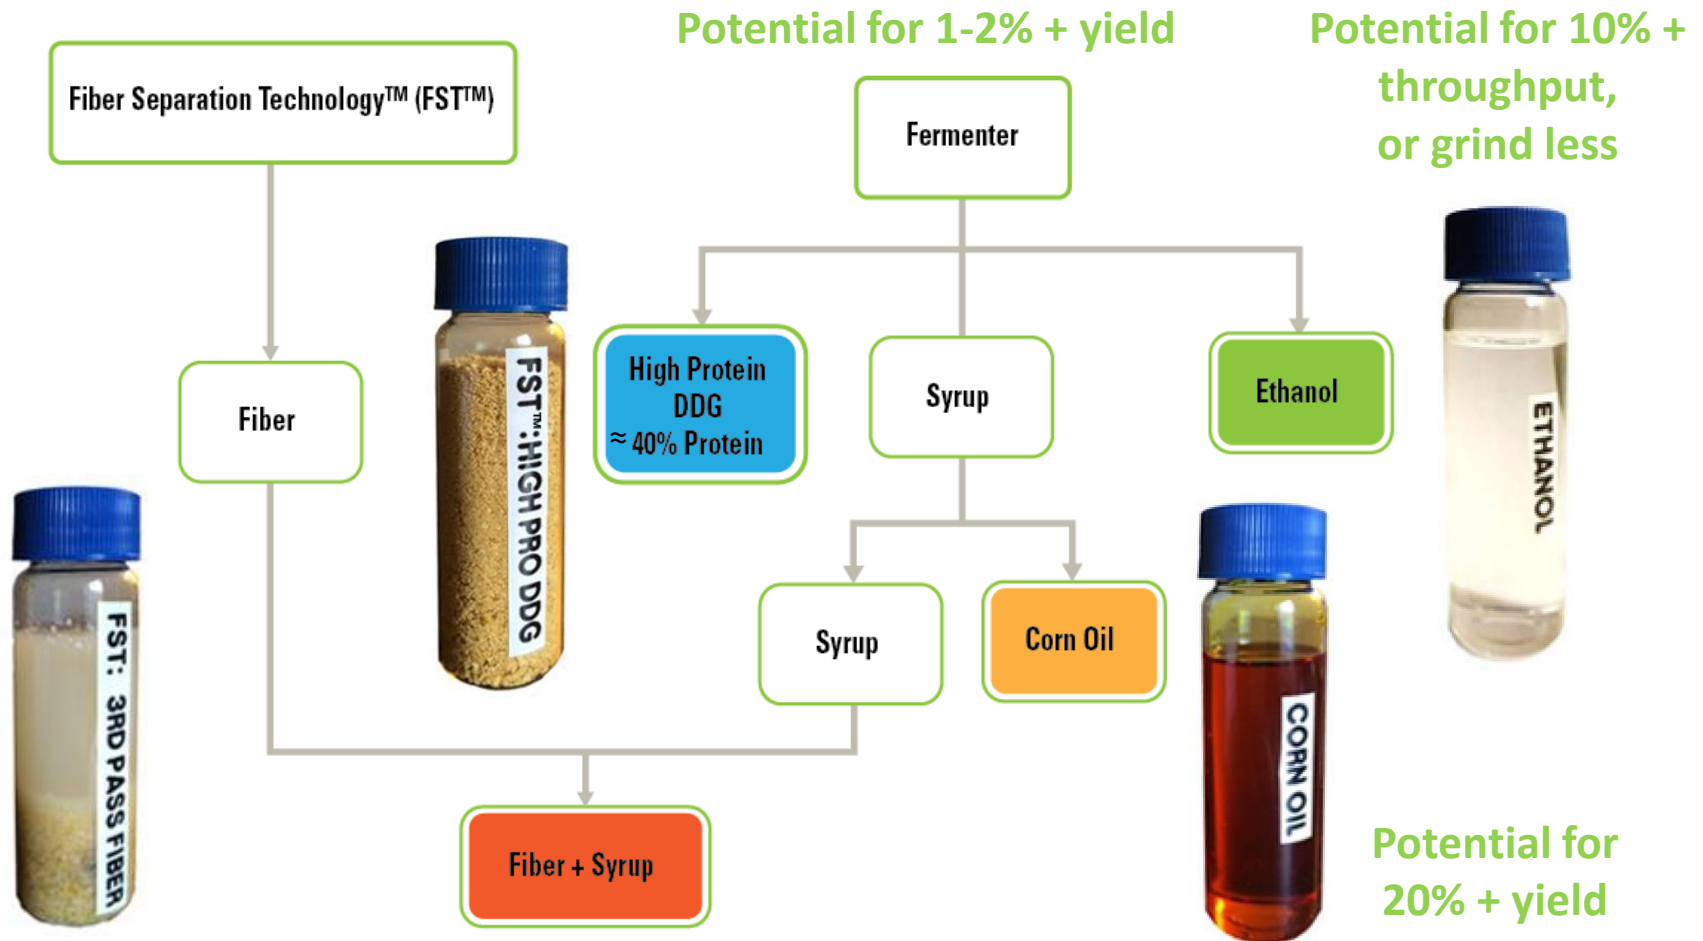 Potential for 1-2% + yield
Potential for 10% +
throughput,
or grind less
Fiber Separation Technology™ (FST™)
Fermenter
High Protein
DDG
≈ 40% Protein
Syrup
Ethanol
Fiber
FST™:HIGH PRO DDG
ETHANOL
Syrup
Corn Oil
FST: 3RD PASS FIBER
CORN OIL
Fiber + Syrup
Potential for
20% + yield